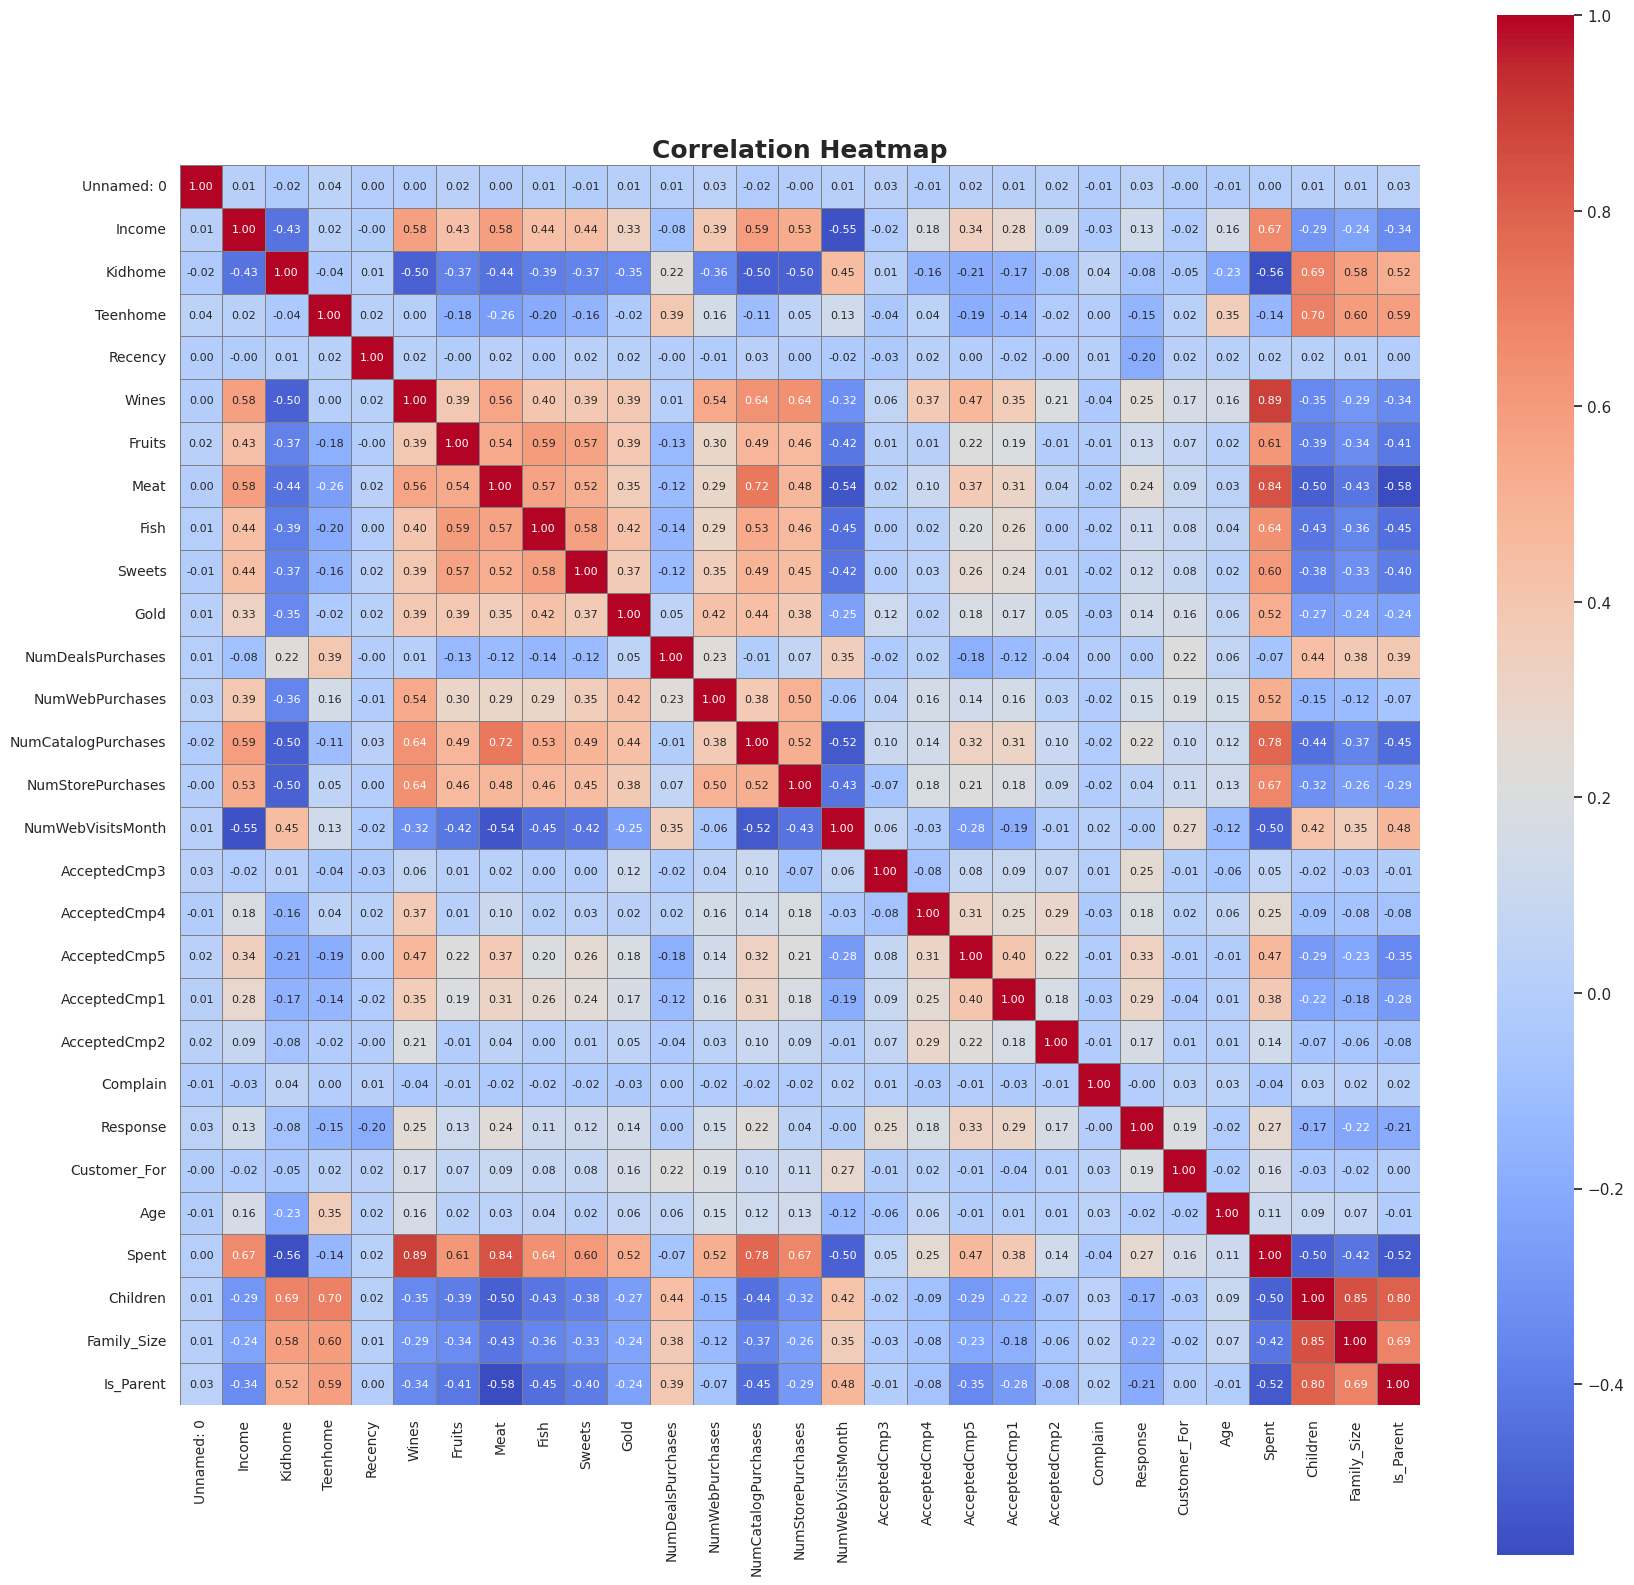 Correlation Heatmap
Unnamed: 0 1.00 0.01 -0.02 0.04 0.00 0.00 0.02 0.00 0.01 -0.01 0.01 0.01 0.03 -0.02 -0.00 0.01 0.03 -0.01 0.02 0.01 0.02 -0.01 0.03 -0.00 -0.01 0.00 0.01 0.01 0.03
Income 0.01 1.00 -0.43 0.02 -0.00 0.58 0.43 0.58 0.44 0.44 0.33 -0.08 0.39 0.59 0.53 -0.55 -0.02 0.18 0.34 0.28 0.09 -0.03 0.13 -0.02 0.16 0.67 -0.29 -0.24 -0.34
Kidhome -0.02 -0.43 1.00 -0.04 0.01 -0.50 -0.37 -0.44 -0.39 -0.37 -0.35 0.22 -0.36 -0.50 -0.50 0.45 0.01 -0.16 -0.21 -0.17 -0.08 0.04 -0.08 -0.05 -0.23 -0.56 0.69 0.58 0.52
Teenhome 0.04 0.02 -0.04 1.00 0.02 0.00 -0.18 -0.26 -0.20 -0.16 -0.02 0.39 0.16 -0.11 0.05 0.13 -0.04 0.04 -0.19 -0.14 -0.02 0.00 -0.15 0.02 0.35 -0.14 0.70 0.60 0.59
Recency 0.00 -0.00 0.01 0.02 1.00 0.02 -0.00 0.02 0.00 0.02 0.02 -0.00 -0.01 0.03 0.00 -0.02 -0.03 0.02 0.00 -0.02 -0.00 0.01 -0.20 0.02 0.02 0.02 0.02 0.01 0.00
Wines 0.00 0.58 -0.50 0.00 0.02 1.00 0.39 0.56 0.40 0.39 0.39 0.01 0.54 0.64 0.64 -0.32 0.06 0.37 0.47 0.35 0.21 -0.04 0.25 0.17 0.16 0.89 -0.35 -0.29 -0.34
Fruits 0.02 0.43 -0.37 -0.18 -0.00 0.39 1.00 0.54 0.59 0.57 0.39 -0.13 0.30 0.49 0.46 -0.42 0.01 0.01 0.22 0.19 -0.01 -0.01 0.13 0.07 0.02 0.61 -0.39 -0.34 -0.41
Meat 0.00 0.58 -0.44 -0.26 0.02 0.56 0.54 1.00 0.57 0.52 0.35 -0.12 0.29 0.72 0.48 -0.54 0.02 0.10 0.37 0.31 0.04 -0.02 0.24 0.09 0.03 0.84 -0.50 -0.43 -0.58
Fish 0.01 0.44 -0.39 -0.20 0.00 0.40 0.59 0.57 1.00 0.58 0.42 -0.14 0.29 0.53 0.46 -0.45 0.00 0.02 0.20 0.26 0.00 -0.02 0.11 0.08 0.04 0.64 -0.43 -0.36 -0.45
Sweets -0.01 0.44 -0.37 -0.16 0.02 0.39 0.57 0.52 0.58 1.00 0.37 -0.12 0.35 0.49 0.45 -0.42 0.00 0.03 0.26 0.24 0.01 -0.02 0.12 0.08 0.02 0.60 -0.38 -0.33 -0.40
Gold 0.01 0.33 -0.35 -0.02 0.02 0.39 0.39 0.35 0.42 0.37 1.00 0.05 0.42 0.44 0.38 -0.25 0.12 0.02 0.18 0.17 0.05 -0.03 0.14 0.16 0.06 0.52 -0.27 -0.24 -0.24
NumDealsPurchases 0.01 -0.08 0.22 0.39 -0.00 0.01 -0.13 -0.12 -0.14 -0.12 0.05 1.00 0.23 -0.01 0.07 0.35 -0.02 0.02 -0.18 -0.12 -0.04 0.00 0.00 0.22 0.06 -0.07 0.44 0.38 0.39
NumWebPurchases 0.03 0.39 -0.36 0.16 -0.01 0.54 0.30 0.29 0.29 0.35 0.42 0.23 1.00 0.38 0.50 -0.06 0.04 0.16 0.14 0.16 0.03 -0.02 0.15 0.19 0.15 0.52 -0.15 -0.12 -0.07
NumCatalogPurchases -0.02 0.59 -0.50 -0.11 0.03 0.64 0.49 0.72 0.53 0.49 0.44 -0.01 0.38 1.00 0.52 -0.52 0.10 0.14 0.32 0.31 0.10 -0.02 0.22 0.10 0.12 0.78 -0.44 -0.37 -0.45
NumStorePurchases -0.00 0.53 -0.50 0.05 0.00 0.64 0.46 0.48 0.46 0.45 0.38 0.07 0.50 0.52 1.00 -0.43 -0.07 0.18 0.21 0.18 0.09 -0.02 0.04 0.11 0.13 0.67 -0.32 -0.26 -0.29
NumWebVisitsMonth 0.01 -0.55 0.45 0.13 -0.02 -0.32 -0.42 -0.54 -0.45 -0.42 -0.25 0.35 -0.06 -0.52 -0.43 1.00 0.06 -0.03 -0.28 -0.19 -0.01 0.02 -0.00 0.27 -0.12 -0.50 0.42 0.35 0.48
AcceptedCmp3 0.03 -0.02 0.01 -0.04 -0.03 0.06 0.01 0.02 0.00 0.00 0.12 -0.02 0.04 0.10 -0.07 0.06 1.00 -0.08 0.08 0.09 0.07 0.01 0.25 -0.01 -0.06 0.05 -0.02 -0.03 -0.01
AcceptedCmp4 -0.01 0.18 -0.16 0.04 0.02 0.37 0.01 0.10 0.02 0.03 0.02 0.02 0.16 0.14 0.18 -0.03 -0.08 1.00 0.31 0.25 0.29 -0.03 0.18 0.02 0.06 0.25 -0.09 -0.08 -0.08
AcceptedCmp5 0.02 0.34 -0.21 -0.19 0.00 0.47 0.22 0.37 0.20 0.26 0.18 -0.18 0.14 0.32 0.21 -0.28 0.08 0.31 1.00 0.40 0.22 -0.01 0.33 -0.01 -0.01 0.47 -0.29 -0.23 -0.35
AcceptedCmp1 0.01 0.28 -0.17 -0.14 -0.02 0.35 0.19 0.31 0.26 0.24 0.17 -0.12 0.16 0.31 0.18 -0.19 0.09 0.25 0.40 1.00 0.18 -0.03 0.29 -0.04 0.01 0.38 -0.22 -0.18 -0.28
AcceptedCmp2 0.02 0.09 -0.08 -0.02 -0.00 0.21 -0.01 0.04 0.00 0.01 0.05 -0.04 0.03 0.10 0.09 -0.01 0.07 0.29 0.22 0.18 1.00 -0.01 0.17 0.01 0.01 0.14 -0.07 -0.06 -0.08
Complain -0.01 -0.03 0.04 0.00 0.01 -0.04 -0.01 -0.02 -0.02 -0.02 -0.03 0.00 -0.02 -0.02 -0.02 0.02 0.01 -0.03 -0.01 -0.03 -0.01 1.00 -0.00 0.03 0.03 -0.04 0.03 0.02 0.02
Response 0.03 0.13 -0.08 -0.15 -0.20 0.25 0.13 0.24 0.11 0.12 0.14 0.00 0.15 0.22 0.04 -0.00 0.25 0.18 0.33 0.29 0.17 -0.00 1.00 0.19 -0.02 0.27 -0.17 -0.22 -0.21
Customer_For -0.00 -0.02 -0.05 0.02 0.02 0.17 0.07 0.09 0.08 0.08 0.16 0.22 0.19 0.10 0.11 0.27 -0.01 0.02 -0.01 -0.04 0.01 0.03 0.19 1.00 -0.02 0.16 -0.03 -0.02 0.00
Age -0.01 0.16 -0.23 0.35 0.02 0.16 0.02 0.03 0.04 0.02 0.06 0.06 0.15 0.12 0.13 -0.12 -0.06 0.06 -0.01 0.01 0.01 0.03 -0.02 -0.02 1.00 0.11 0.09 0.07 -0.01
Spent 0.00 0.67 -0.56 -0.14 0.02 0.89 0.61 0.84 0.64 0.60 0.52 -0.07 0.52 0.78 0.67 -0.50 0.05 0.25 0.47 0.38 0.14 -0.04 0.27 0.16 0.11 1.00 -0.50 -0.42 -0.52
Children 0.01 -0.29 0.69 0.70 0.02 -0.35 -0.39 -0.50 -0.43 -0.38 -0.27 0.44 -0.15 -0.44 -0.32 0.42 -0.02 -0.09 -0.29 -0.22 -0.07 0.03 -0.17 -0.03 0.09 -0.50 1.00 0.85 0.80
Family_Size 0.01 -0.24 0.58 0.60 0.01 -0.29 -0.34 -0.43 -0.36 -0.33 -0.24 0.38 -0.12 -0.37 -0.26 0.35 -0.03 -0.08 -0.23 -0.18 -0.06 0.02 -0.22 -0.02 0.07 -0.42 0.85 1.00 0.69
Is_Parent 0.03 -0.34 0.52 0.59 0.00 -0.34 -0.41 -0.58 -0.45 -0.40 -0.24 0.39 -0.07 -0.45 -0.29 0.48 -0.01 -0.08 -0.35 -0.28 -0.08 0.02 -0.21 0.00 -0.01 -0.52 0.80 0.69 1.00
Unnamed: 0
Income
Kidhome
Teenhome
Recency
Wines
Fruits
Meat
Fish
Sweets
Gold
NumDealsPurchases
NumWebPurchases
NumCatalogPurchases
NumStorePurchases
NumWebVisitsMonth
AcceptedCmp3
AcceptedCmp4
AcceptedCmp5
AcceptedCmp1
AcceptedCmp2
Complain
Response
Customer_For
Age
Spent
Children
Family_Size
Is_Parent
1.0
0.8
0.6
0.4
0.2
0.0
−0.2
−0.4